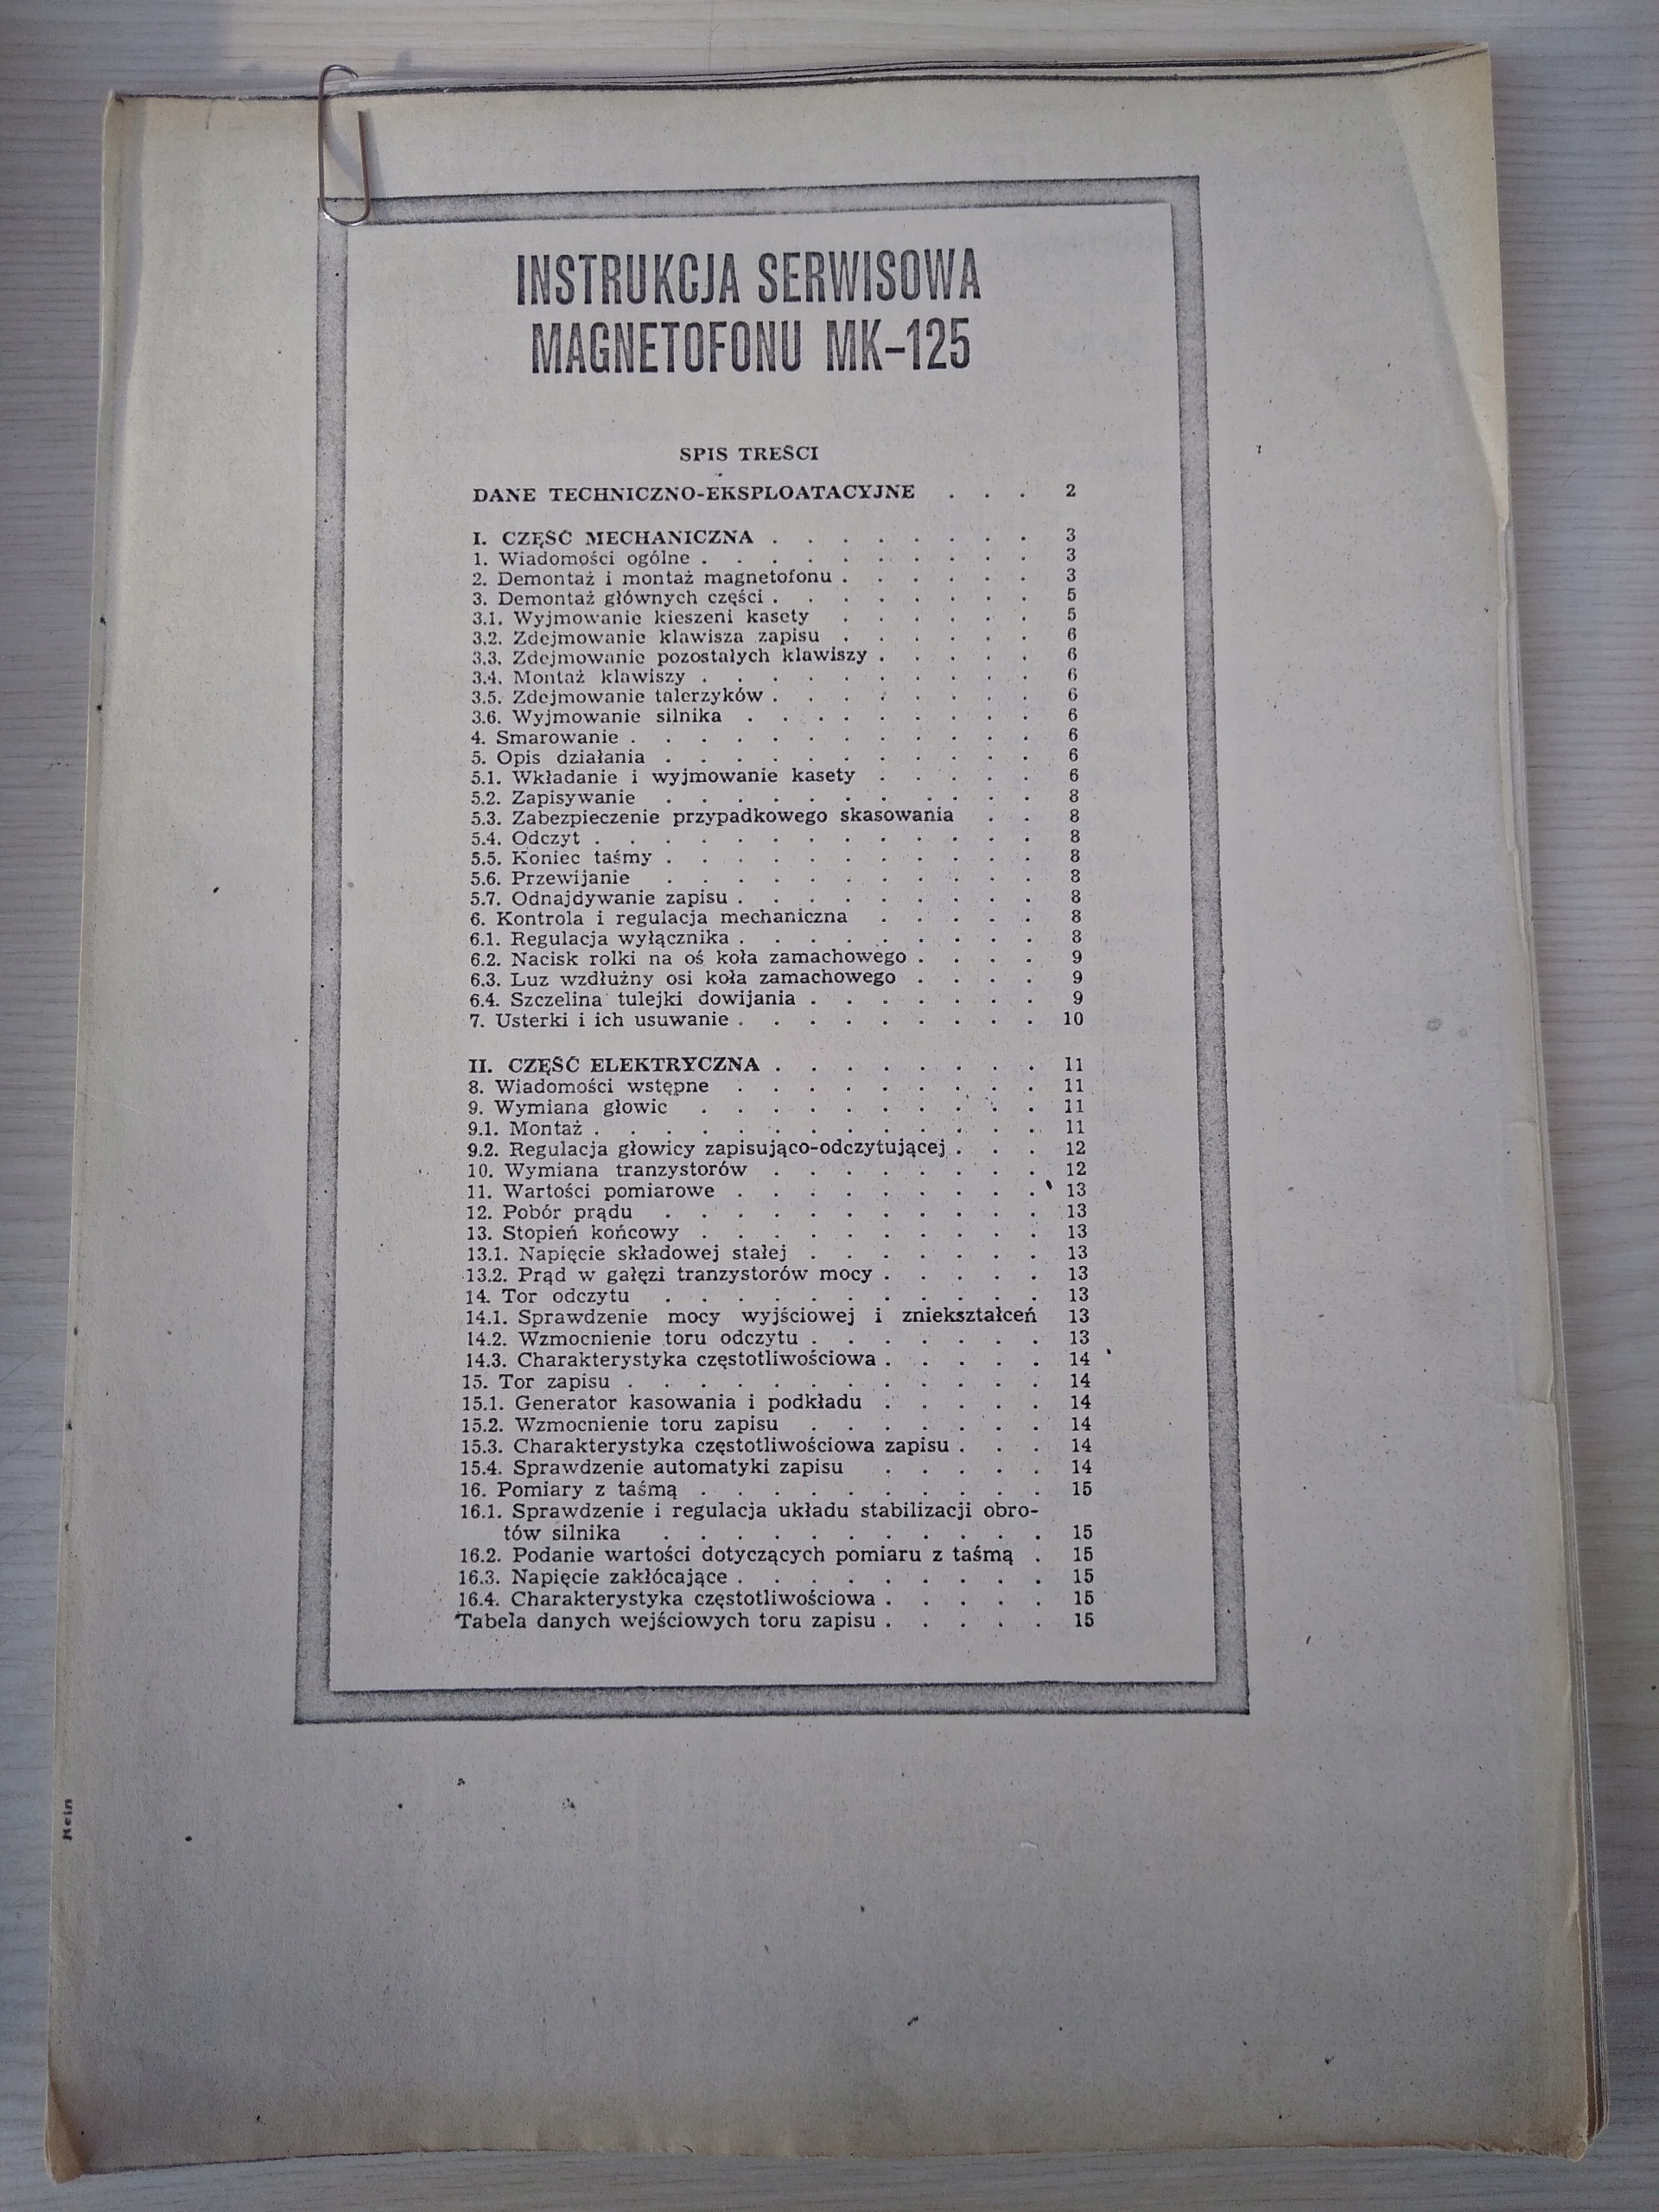 INSTRUKCJA SERWISOWA
MAGNETOFONU MK-125
SPIS TREŚCI
DANE TECHNICZNO-EKSPLOATACYJNE . . . 2
I. CZĘŚĆ MECHANICZNA . . . . . . . . 3
1. Wiadomości ogólne . . . . . . . . . . 3
2. Demontaż i montaż magnetofonu . . . . . . 3
3. Demontaż głównych części . . . . . . . . 5
3.1. Wyjmowanie kieszeni kasety . . . . . . 5
3.2. Zdejmowanie klawisza zapisu . . . . . . 6
3.3. Zdejmowanie pozostałych klawiszy . . . . . 6
3.4. Montaż klawiszy . . . . . . . . . . 6
3.5. Zdejmowanie talerzyków . . . . . . . . 6
3.6. Wyjmowanie silnika . . . . . . . . . 6
4. Smarowanie . . . . . . . . . . . . 6
5. Opis działania . . . . . . . . . . . 6
5.1. Wkładanie i wyjmowanie kasety . . . . . 6
5.2. Zapisywanie . . . . . . . . . . . 8
5.3. Zabezpieczenie przypadkowego skasowania . . 8
5.4. Odczyt . . . . . . . . . . . . . 8
5.5. Koniec taśmy . . . . . . . . . . . 8
5.6. Przewijanie . . . . . . . . . . . 8
5.7. Odnajdywanie zapisu . . . . . . . . . 8
6. Kontrola i regulacja mechaniczna . . . . . 8
6.1. Regulacja wyłącznika . . . . . . . . . 8
6.2. Nacisk rolki na oś koła zamachowego . . . . 9
6.3. Luz wzdłużny osi koła zamachowego . . . . 9
6.4. Szczelina tulejki dowijania . . . . . . . 9
7. Usterki i ich usuwanie . . . . . . . . . 10
II. CZĘŚĆ ELEKTRYCZNA . . . . . . . . 11
8. Wiadomości wstępne . . . . . . . . . 11
9. Wymiana głowic . . . . . . . . . . 11
9.1. Montaż . . . . . . . . . . . . . 11
9.2. Regulacja głowicy zapisująco-odczytującej . . . 12
10. Wymiana tranzystorów . . . . . . . . 12
11. Wartości pomiarowe . . . . . . . . . 13
12. Pobór prądu . . . . . . . . . . . 13
13. Stopień końcowy . . . . . . . . . . 13
13.1. Napięcie składowej stałej . . . . . . . 13
13.2. Prąd w gałęzi tranzystorów mocy . . . . . 13
14. Tor odczytu . . . . . . . . . . . 13
14.1. Sprawdzenie mocy wyjściowej i zniekształceń 13
14.2. Wzmocnienie toru odczytu . . . . . . . 13
14.3. Charakterystyka częstotliwościowa . . . . . 14
15. Tor zapisu . . . . . . . . . . . . 14
15.1. Generator kasowania i podkładu . . . . . 14
15.2. Wzmocnienie toru zapisu . . . . . . . 14
15.3. Charakterystyka częstotliwościowa zapisu . . . 14
15.4. Sprawdzenie automatyki zapisu . . . . . 14
16. Pomiary z taśmą . . . . . . . . . . 15
16.1. Sprawdzenie i regulacja układu stabilizacji obro-
tów silnika . . . . . . . . . . . 15
16.2. Podanie wartości dotyczących pomiaru z taśmą . 15
16.3. Napięcie zakłócające . . . . . . . . . 15
16.4. Charakterystyka częstotliwościowa . . . . . 15
Tabela danych wejściowych toru zapisu . . . . . 15